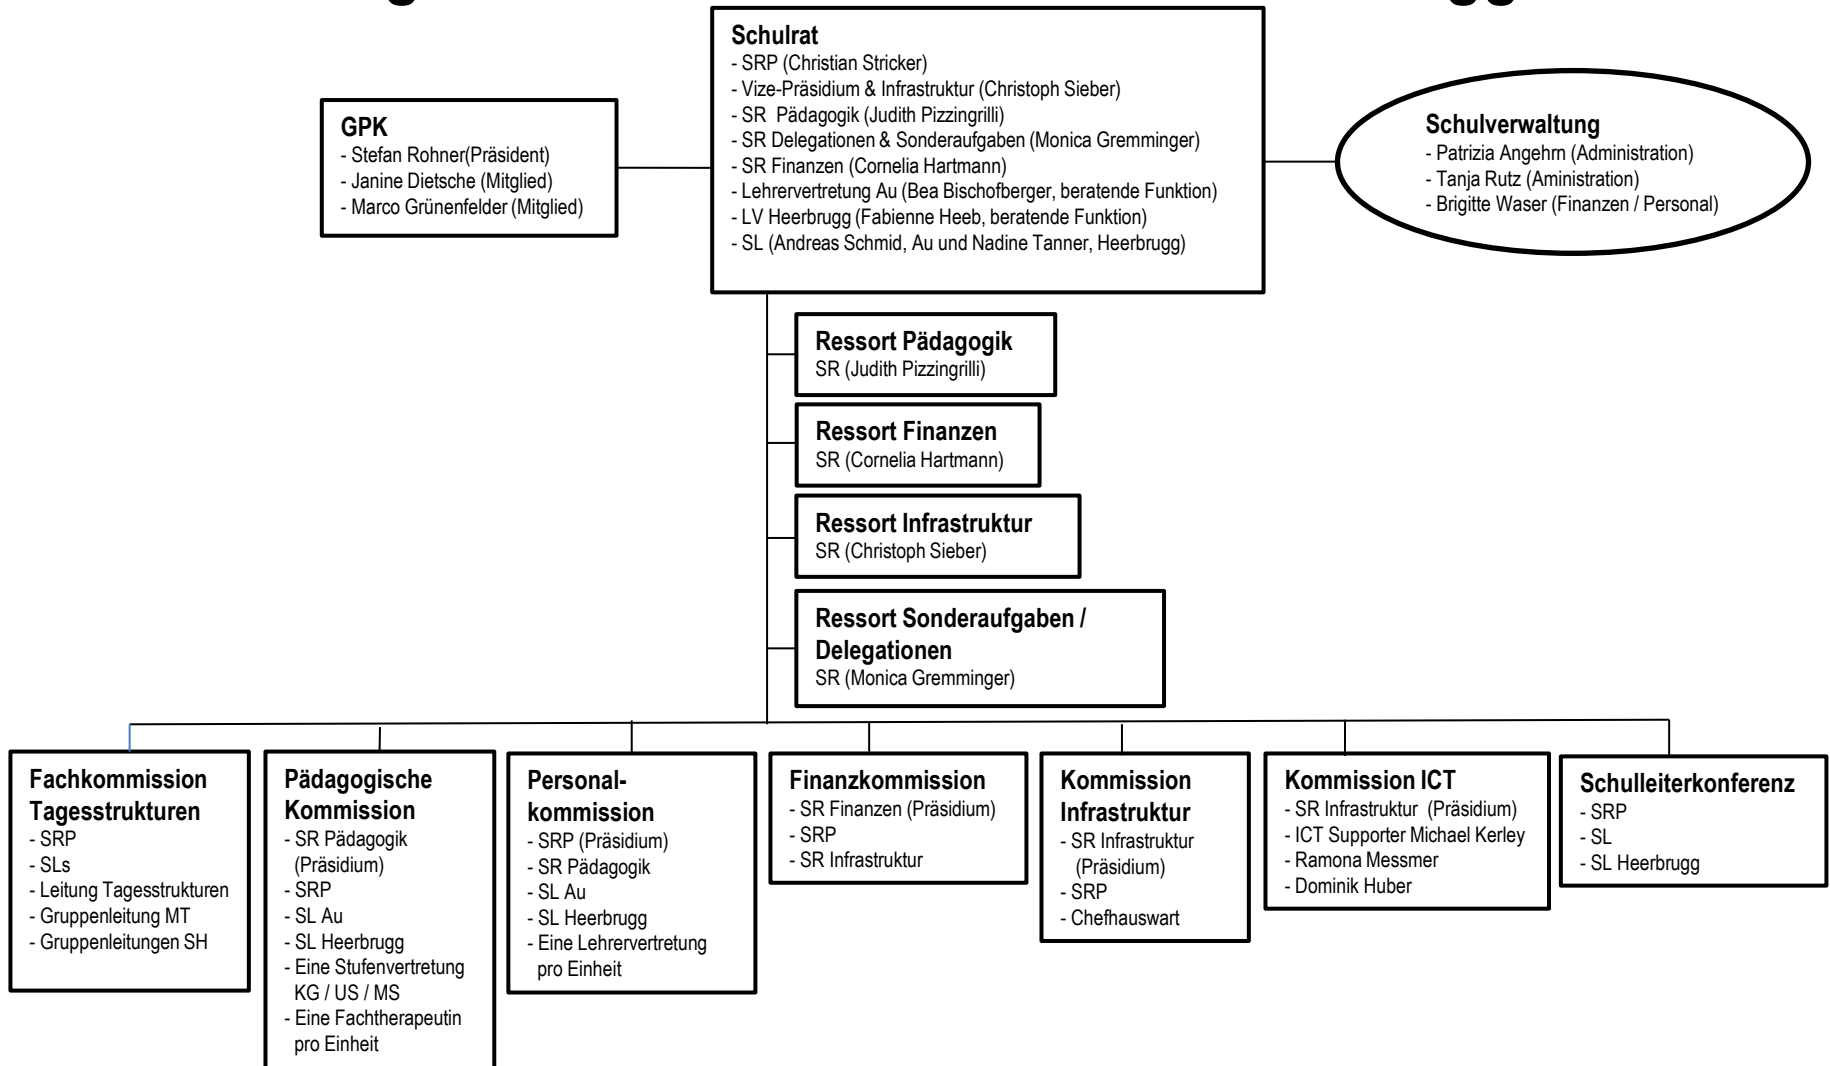 Schulrat
- SRP (Christian Stricker)
- Vize-Präsidium & Infrastruktur (Christoph Sieber)
- SR  Pädagogik (Judith Pizzingrilli)
- SR Delegationen & Sonderaufgaben (Monica Gremminger)
- SR Finanzen (Cornelia Hartmann)
- Lehrervertretung Au (Bea Bischofberger, beratende Funktion)
- LV Heerbrugg (Fabienne Heeb, beratende Funktion)
- SL (Andreas Schmid, Au und Nadine Tanner, Heerbrugg)
GPK
- Stefan Rohner(Präsident)
- Janine Dietsche (Mitglied)
- Marco Grünenfelder (Mitglied)
Schulverwaltung
- Patrizia Angehrn (Administration)
- Tanja Rutz (Aministration)
- Brigitte Waser (Finanzen / Personal)
Ressort Pädagogik
SR (Judith Pizzingrilli)
Ressort Finanzen
SR (Cornelia Hartmann)
Ressort Infrastruktur
SR (Christoph Sieber)
Ressort Sonderaufgaben /
Delegationen
SR (Monica Gremminger)
Fachkommission
Tagesstrukturen
- SRP
- SLs
- Leitung Tagesstrukturen
- Gruppenleitung MT
- Gruppenleitungen SH
Pädagogische
Kommission
- SR Pädagogik
(Präsidium)
- SRP
- SL Au
- SL Heerbrugg
- Eine Stufenvertretung
KG / US / MS
- Eine Fachtherapeutin
pro Einheit
Personal-
kommission
- SRP (Präsidium)
- SR Pädagogik
- SL Au
- SL Heerbrugg
- Eine Lehrervertretung
pro Einheit
Finanzkommission
- SR Finanzen (Präsidium)
- SRP
- SR Infrastruktur
Kommission
Infrastruktur
- SR Infrastruktur
(Präsidium)
- SRP
- Chefhauswart
Kommission ICT
- SR Infrastruktur  (Präsidium)
- ICT Supporter Michael Kerley
- Ramona Messmer
- Dominik Huber
Schulleiterkonferenz
- SRP
- SL
- SL Heerbrugg